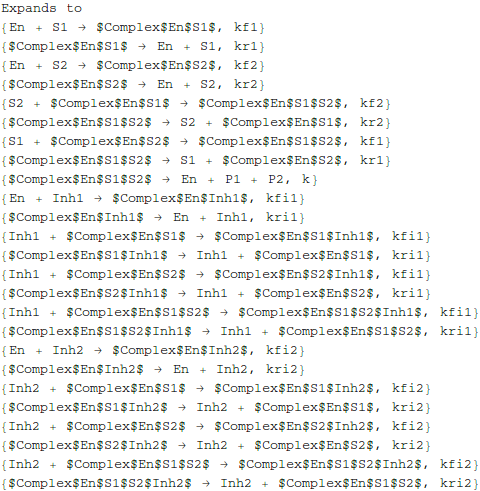 Expands to
{En + S1 → $Complex$En$S1$, kf1}
{$Complex$En$S1$ → En + S1, kr1}
{En + S2 → $Complex$En$S2$, kf2}
{$Complex$En$S2$ → En + S2, kr2}
{S2 + $Complex$En$S1$ → $Complex$En$S1$S2$, kf2}
{$Complex$En$S1$S2$ → S2 + $Complex$En$S1$, kr2}
{S1 + $Complex$En$S2$ → $Complex$En$S1$S2$, kf1}
{$Complex$En$S1$S2$ → S1 + $Complex$En$S2$, kr1}
{$Complex$En$S1$S2$ → En + P1 + P2, k}
{En + Inh1 → $Complex$En$Inh1$, kfi1}
{$Complex$En$Inh1$ → En + Inh1, kri1}
{Inh1 + $Complex$En$S1$ → $Complex$En$S1$Inh1$, kfi1}
{$Complex$En$S1$Inh1$ → Inh1 + $Complex$En$S1$, kri1}
{Inh1 + $Complex$En$S2$ → $Complex$En$S2$Inh1$, kfi1}
{$Complex$En$S2$Inh1$ → Inh1 + $Complex$En$S2$, kri1}
{Inh1 + $Complex$En$S1$S2$ → $Complex$En$S1$S2$Inh1$, kfi1}
{$Complex$En$S1$S2$Inh1$ → Inh1 + $Complex$En$S1$S2$, kri1}
{En + Inh2 → $Complex$En$Inh2$, kfi2}
{$Complex$En$Inh2$ → En + Inh2, kri2}
{Inh2 + $Complex$En$S1$ → $Complex$En$S1$Inh2$, kfi2}
{$Complex$En$S1$Inh2$ → Inh2 + $Complex$En$S1$, kri2}
{Inh2 + $Complex$En$S2$ → $Complex$En$S2$Inh2$, kfi2}
{$Complex$En$S2$Inh2$ → Inh2 + $Complex$En$S2$, kri2}
{Inh2 + $Complex$En$S1$S2$ → $Complex$En$S1$S2$Inh2$, kfi2}
{$Complex$En$S1$S2$Inh2$ → Inh2 + $Complex$En$S1$S2$, kri2}